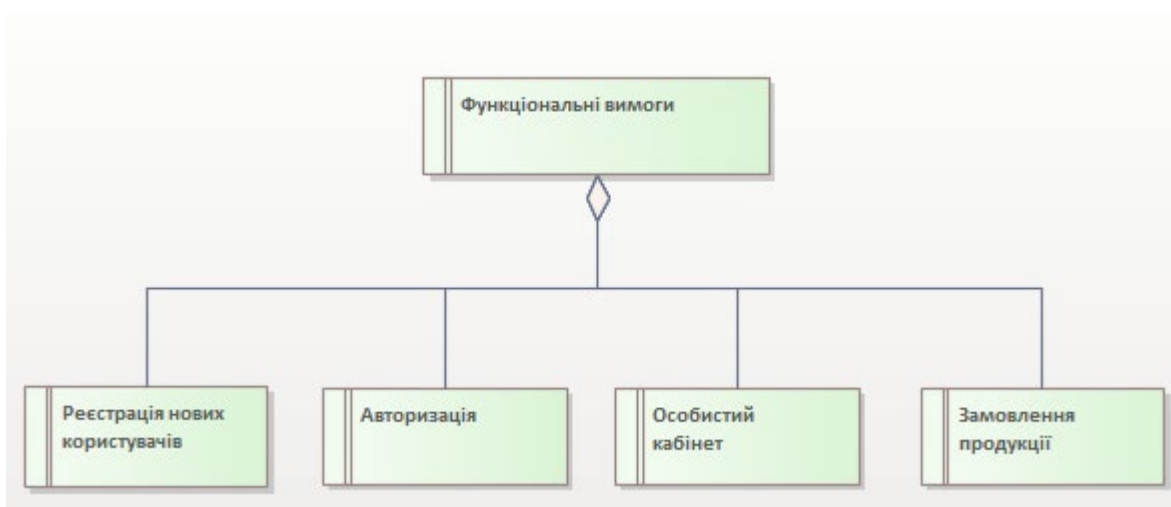 Функціональні вимоги
Реєстрація нових
користувачів
Авторизація
Особистий
кабінет
Замовлення
продукції